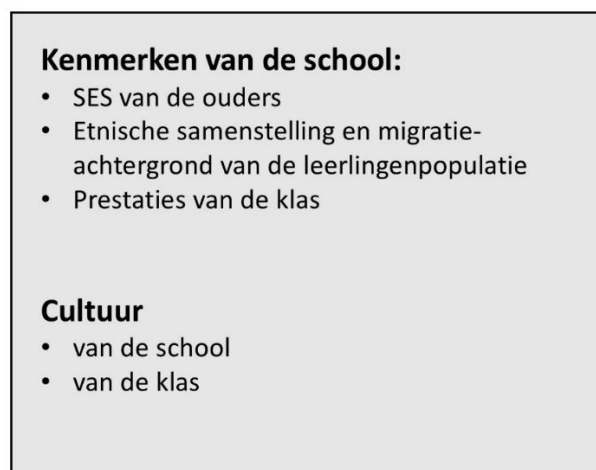 Kenmerken van de school:
• SES van de ouders
• Etnische samenstelling en migratie-
achtergrond van de leerlingenpopulatie
• Prestaties van de klas
Cultuur
• van de school
• van de klas